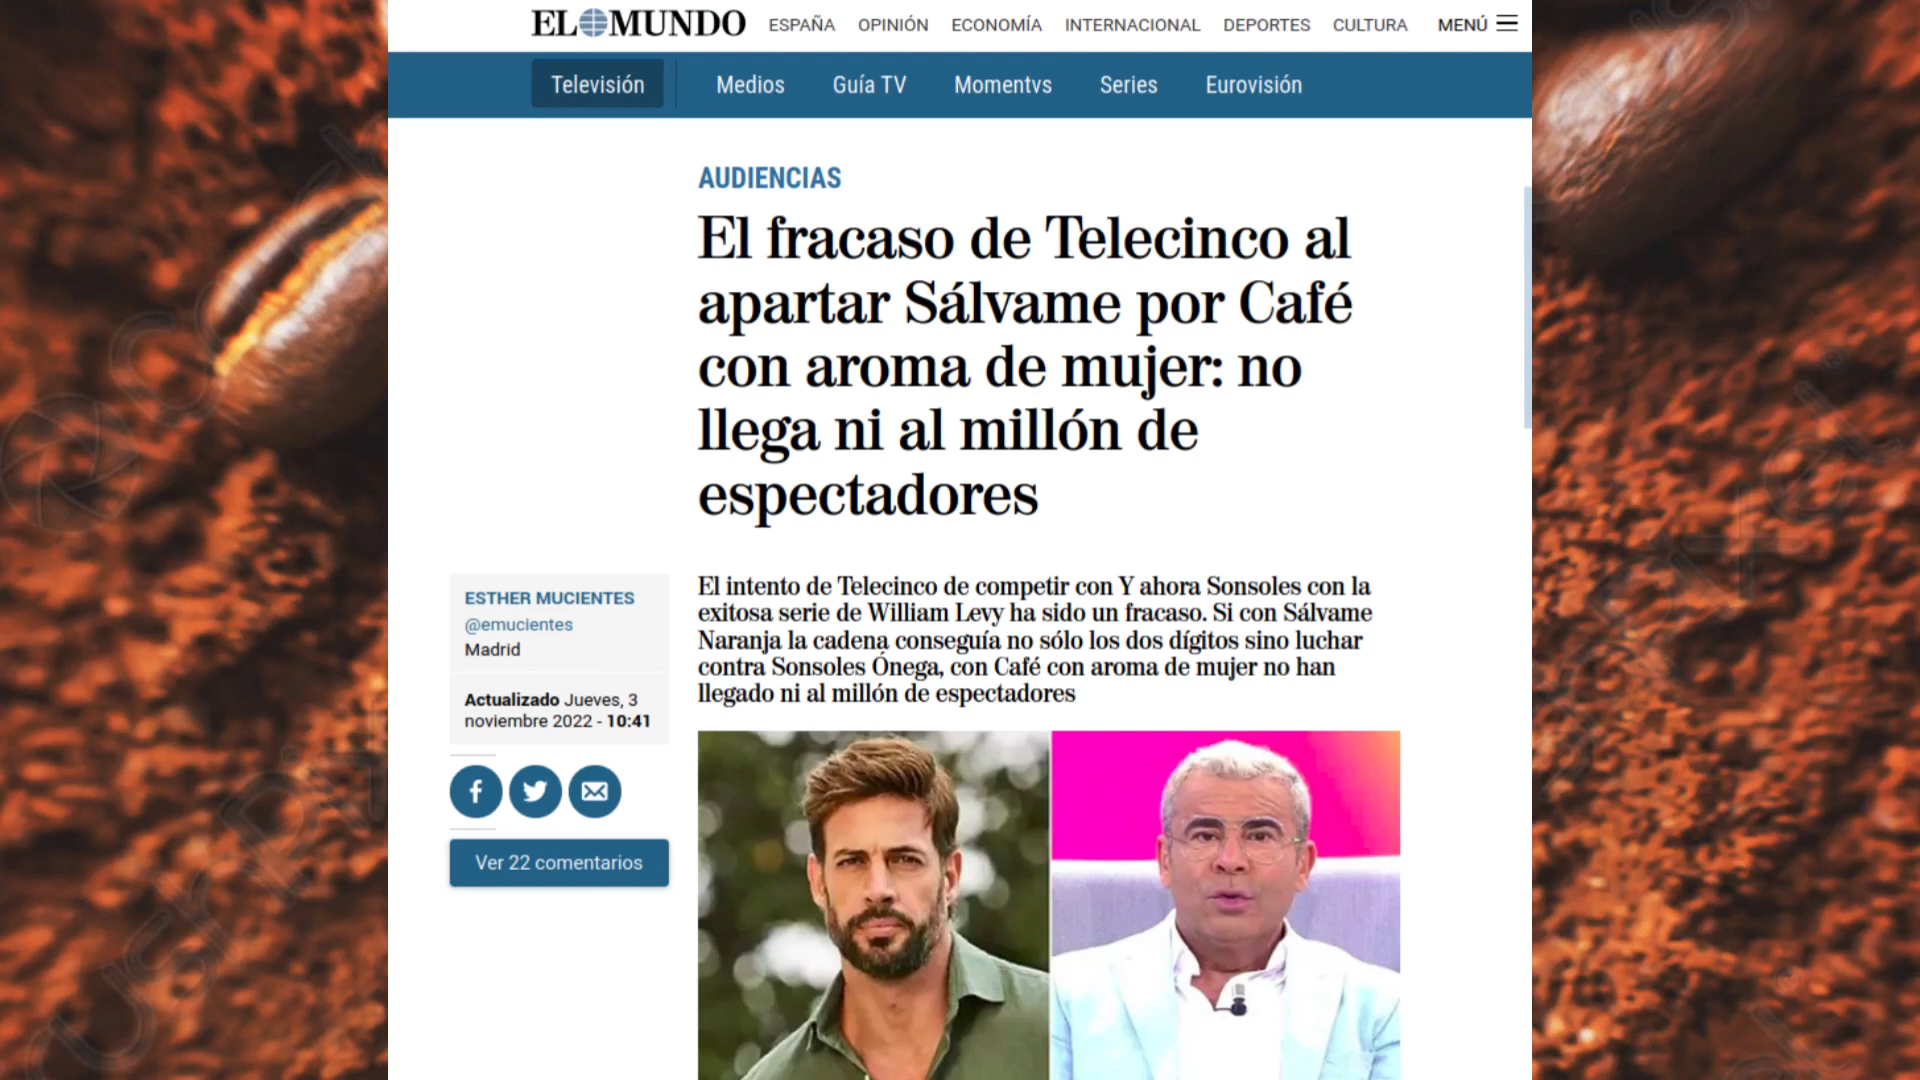 EL MUNDO ESPAÑA OPINIÓN ECONOMÍA INTERNACIONAL DEPORTES CULTURA MENÚ
Televisión Medios Guía TV Momentvs Series Eurovisión
AUDIENCIAS
El fracaso de Telecinco al
apartar Sálvame por Café
con aroma de mujer: no
llega ni al millón de
espectadores
ESTHER MUCIENTES
@emucientes
Madrid
Actualizado Jueves, 3
noviembre 2022 - 10:41
Ver 22 comentarios
El intento de Telecinco de competir con Y ahora Sonsoles con la
exitosa serie de William Levy ha sido un fracaso. Si con Sálvame
Naranja la cadena conseguía no sólo los dos dígitos sino luchar
contra Sonsoles Ónega, con Café con aroma de mujer no han
llegado ni al millón de espectadores